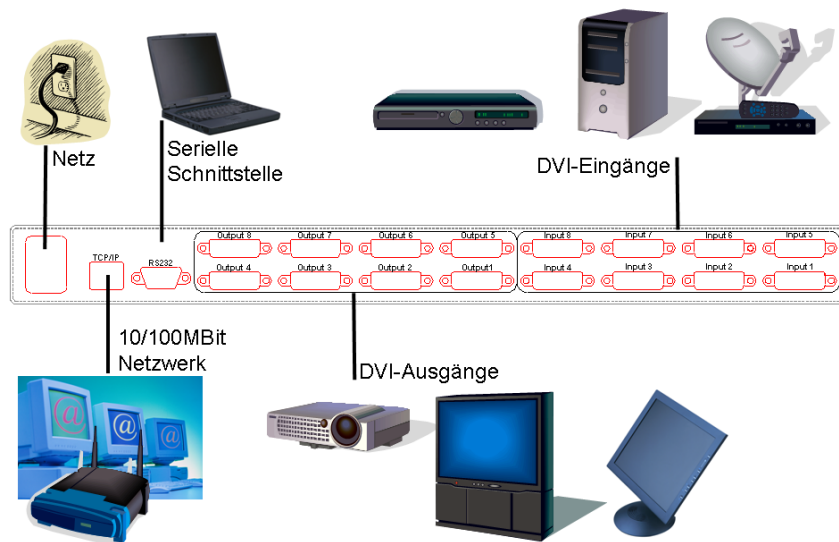 Netz
Serielle
Schnittstelle
DVI-Eingänge
TCP/IP
RS232
Output 8
Output 7
Output 6
Output 5
Input 8
Input 7
Input 6
Input 5
Output 4
Output 3
Output 2
Output1
Input 4
Input 3
Input 2
Input 1
10/100MBit
Netzwerk
DVI-Ausgänge
@
@
@